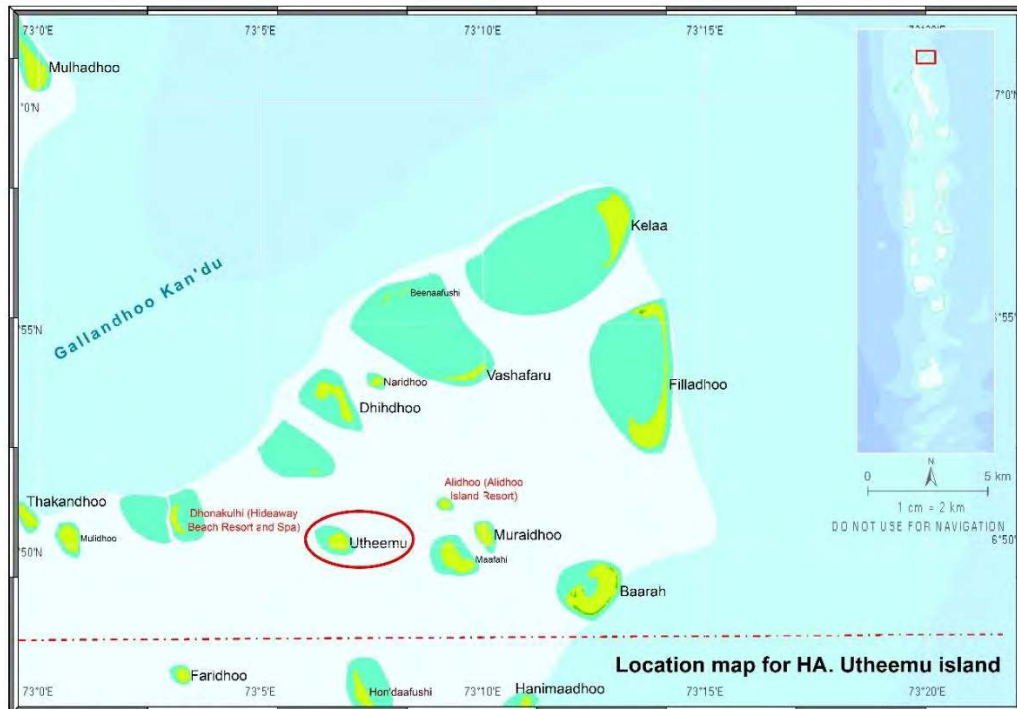 73°0'E
73°5'E
73°10'E
73°15'E
Mulhadhoo
°0'N
7°0'N
Kelaa
Gallandhoo Kan'du
Beenaafushi
°55'N
6°55'N
Naridhoo
Vashafaru
Filladhoo
Dhihdhoo
N
0
5 km
1 cm = 2 km
DO NOT USE FOR NAVIGATION
Alidhoo (Alidhoo
Island Resort)
Thakandhoo
Dhonakulhi (Hideaway
Beach Resort and Spa)
Mulidhoo
Utheemu
Muraidhoo
Maafahi
°50'N
6°50'N
Baarah
Location map for HA. Utheemu island
Faridhoo
Hon'daafushi
Hanimaadhoo
73°0'E
73°5'E
73°10'E
73°15'E
73°20'E